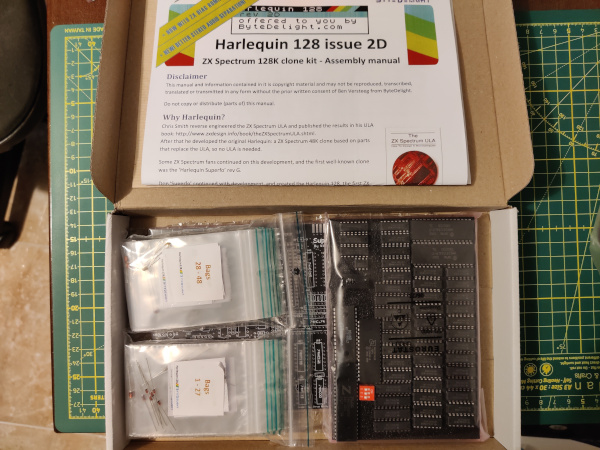 Harlequin 128
rev 2D
offered to you by
ByteDelight.com
Harlequin 128 issue 2D
ZX Spectrum 128K clone kit - Assembly manual
Disclaimer
This manual and information contained in it is copyright material and may not be reproduced, transcribed,
translated or transmitted in any form without the prior written consent of Ben Versteeg from ByteDelight.
Do not copy or distribute (parts of) this manual.
Why Harlequin?
Chris Smith reverse engineered the ZX Spectrum ULA and published the results in his ULA
book: http://www.zxdesign.info/book/theZXSpectrumULA.shtml.
After that he developed the original Harlequin: a ZX Spectrum 48K clone based on parts
that replace the ULA, so no ULA is needed.
Some ZX Spectrum fans continued on this development, and the first well-known clone
was the 'Harlequin Superfo' rev G.
The
ZX Spectrum ULA
Bags
28 - 48
Bags
1 - 27
A3 Size